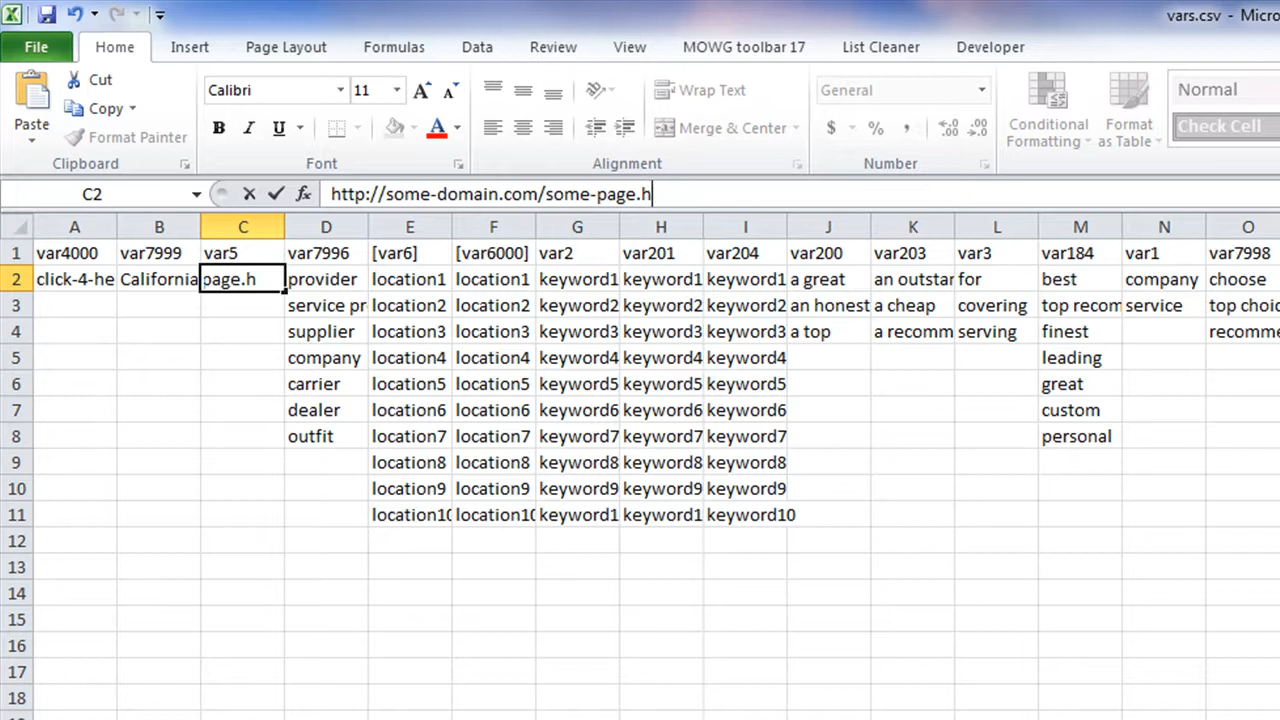 vars.csv - Micro
File Home Insert Page Layout Formulas Data Review View MOWG toolbar 17 List Cleaner Developer
Paste Cut Copy Format Painter
Calibri 11 A A
B I U A
Wrap Text
Merge & Center
General
$ % , .00 .0
Conditional Formatting
Format as Table
Normal
Check Cell
Clipboard Font Alignment Number
C2 fx http://some-domain.com/some-page.h
A B C D E F G H I J K L M N O
1 var4000 var7999 var5 var7996 [var6] [var6000] var2 var201 var204 var200 var203 var3 var184 var1 var7998
2 click-4-he California page.h provider location1 location1 keyword1 keyword1 keyword1 a great an outstar for best company choose
3 service pr location2 location2 keyword2 keyword2 keyword2 an honest a cheap covering top recom service top choic
4 supplier location3 location3 keyword3 keyword3 keyword3 a top a recomm serving finest recomme
5 company location4 location4 keyword4 keyword4 keyword4 leading
6 carrier location5 location5 keyword5 keyword5 keyword5 great
7 dealer location6 location6 keyword6 keyword6 keyword6 custom
8 outfit location7 location7 keyword7 keyword7 keyword7 personal
9 location8 location8 keyword8 keyword8 keyword8
10 location9 location9 keyword9 keyword9 keyword9
11 location10 location10 keyword1 keyword1 keyword10
12
13
14
15
16
17
18